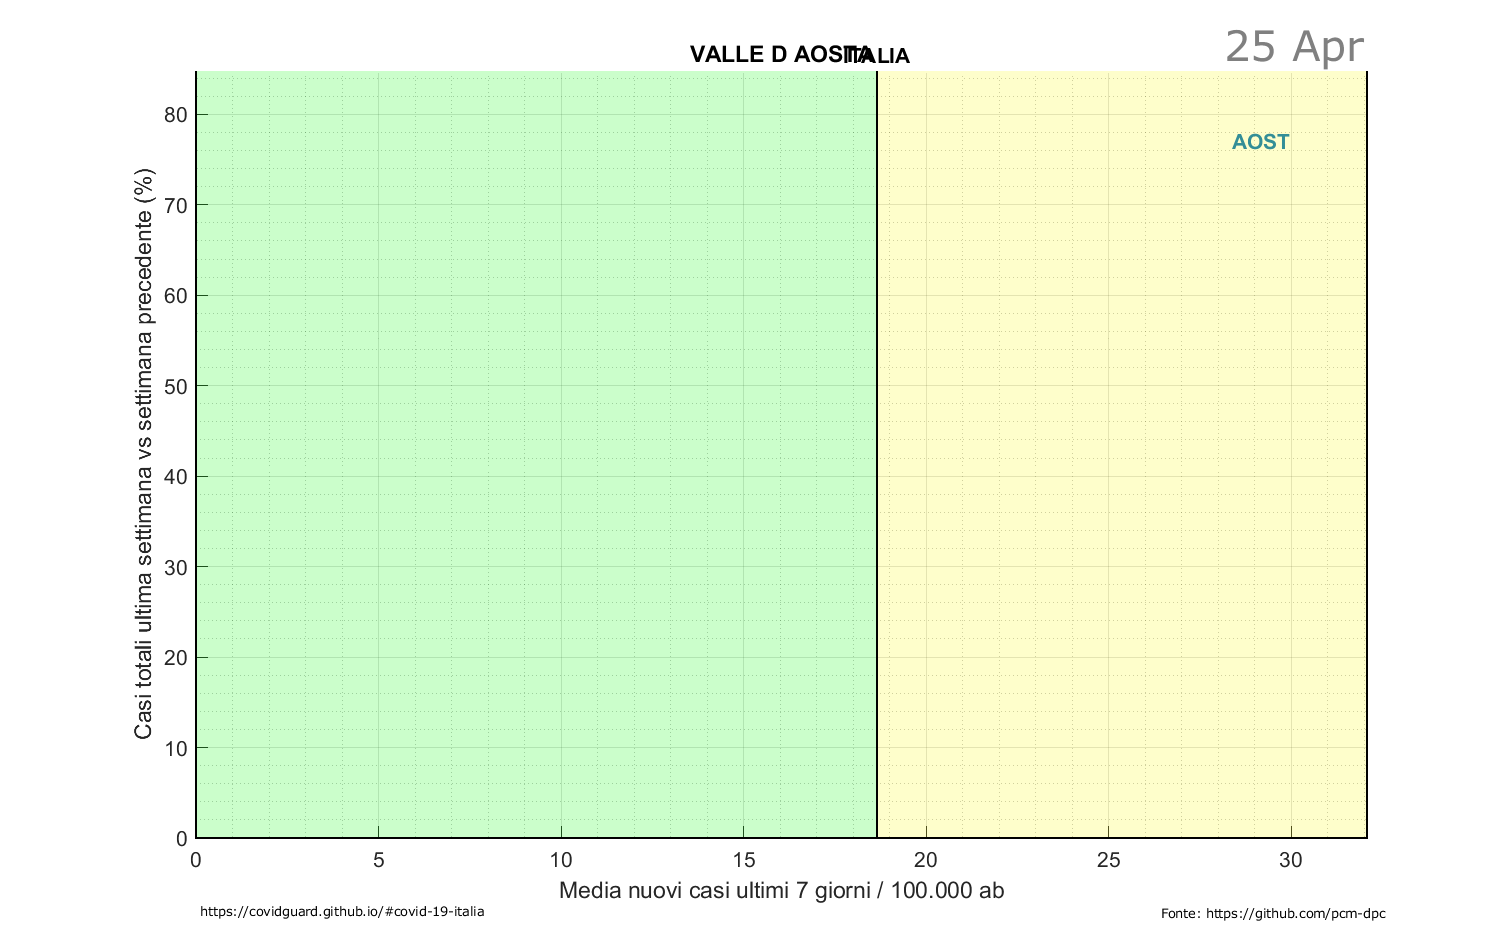 25 Apr
VALLE D AOSTA
ITALIA
AOST
80
70
60
50
40
30
20
10
0
Casi totali ultima settimana vs settimana precedente (%)
0 5 10 15 20 25 30
Media nuovi casi ultimi 7 giorni / 100.000 ab
https://covidguard.github.io/#covid-19-italia
Fonte: https://github.com/pcm-dpc